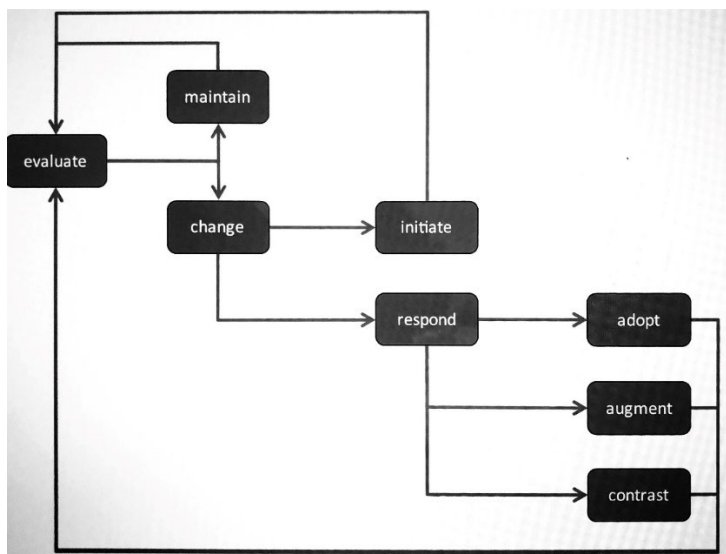 maintain
evaluate
change
initiate
respond
adopt
augment
contrast